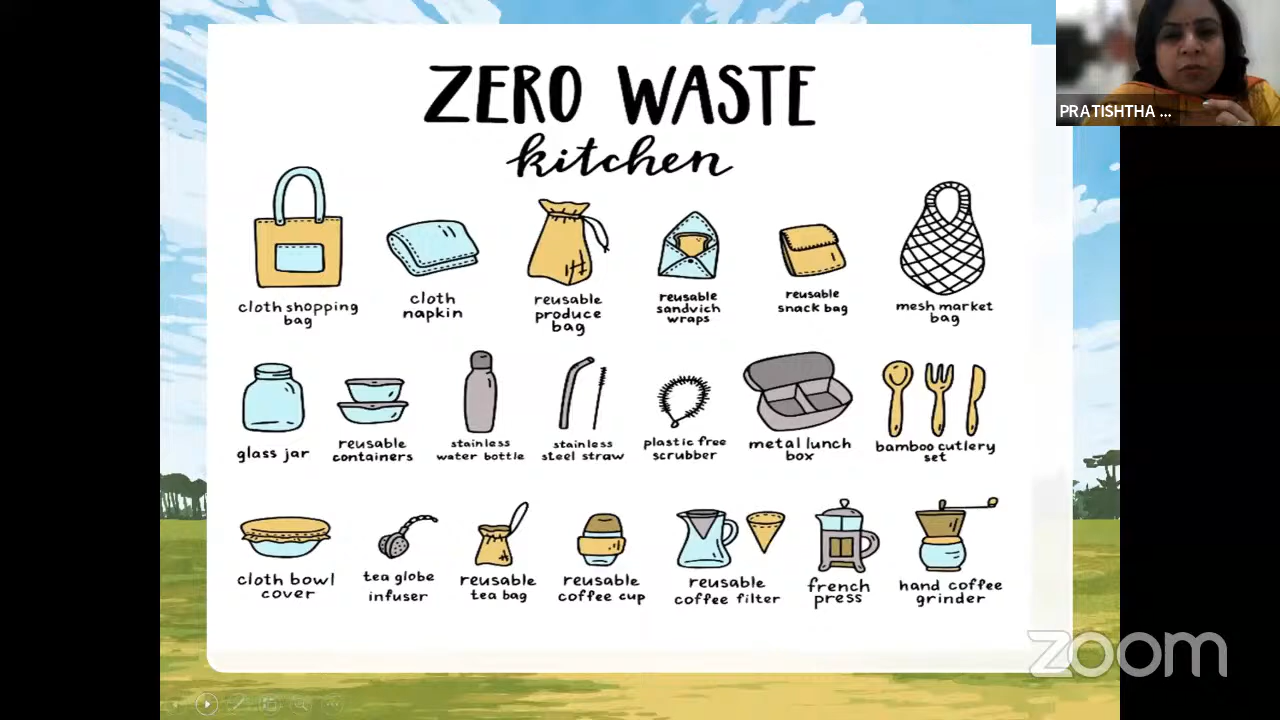 ZERO WASTE
kitchen
cloth shopping
bag
cloth
napkin
reusable
produce
bag
reusable
sandvich
wraps
reusable
snack bag
mesh market
bag
glass jar
reusable
containers
stainless
water bottle
stainless
steel straw
plastic free
scrubber
metal lunch
box
bamboo cutlery
set
cloth bowl
cover
tea globe
infuser
reusable
tea bag
reusable
coffee cup
reusable
coffee filter
french
press
hand coffee
grinder
PRATISHTHA ...
zoom